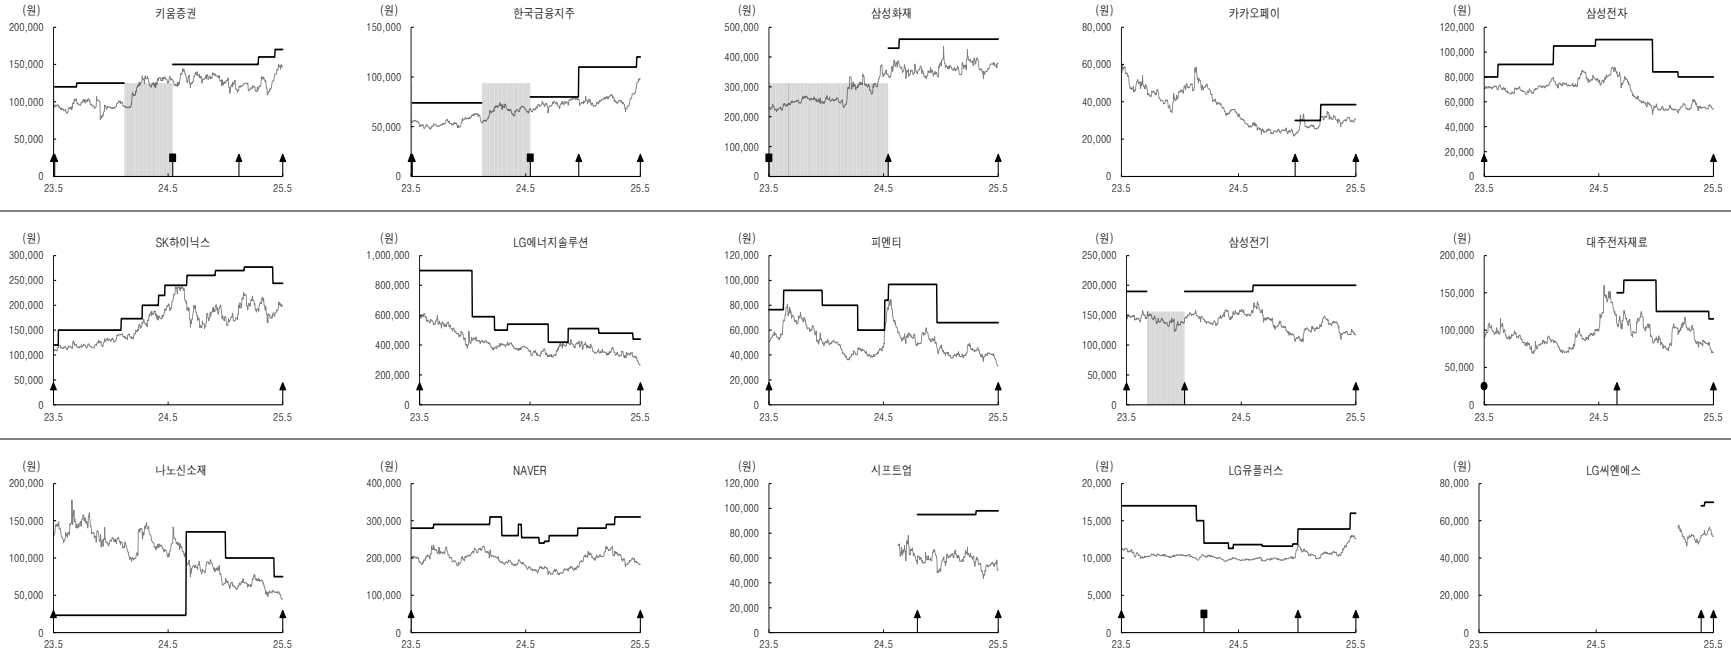 (원) 키움증권
200,000
150,000
100,000
50,000
0
23.5 24.5 25.5
(원) 한국금융지주
150,000
100,000
50,000
0
23.5 24.5 25.5
(원) 삼성화재
500,000
400,000
300,000
200,000
100,000
0
23.5 24.5 25.5
(원) 카카오페이
80,000
60,000
40,000
20,000
0
23.5 24.5 25.5
(원) 삼성전자
120,000
100,000
80,000
60,000
40,000
20,000
0
23.5 24.5 25.5
(원) SK하이닉스
300,000
250,000
200,000
150,000
100,000
50,000
0
23.5 24.5 25.5
(원) LG에너지솔루션
1,000,000
800,000
600,000
400,000
200,000
0
23.5 24.5 25.5
(원) 피엔티
120,000
100,000
80,000
60,000
40,000
20,000
0
23.5 24.5 25.5
(원) 삼성전기
250,000
200,000
150,000
100,000
50,000
0
23.5 24.5 25.5
(원) 대주전자재료
200,000
150,000
100,000
50,000
0
23.5 24.5 25.5
(원) 나노신소재
200,000
150,000
100,000
50,000
0
23.5 24.5 25.5
(원) NAVER
400,000
300,000
200,000
100,000
0
23.5 24.5 25.5
(원) 시프트업
120,000
100,000
80,000
60,000
40,000
20,000
0
23.5 24.5 25.5
(원) LG유플러스
20,000
15,000
10,000
5,000
0
23.5 24.5 25.5
(원) LG씨엔에스
80,000
60,000
40,000
20,000
0
23.5 24.5 25.5